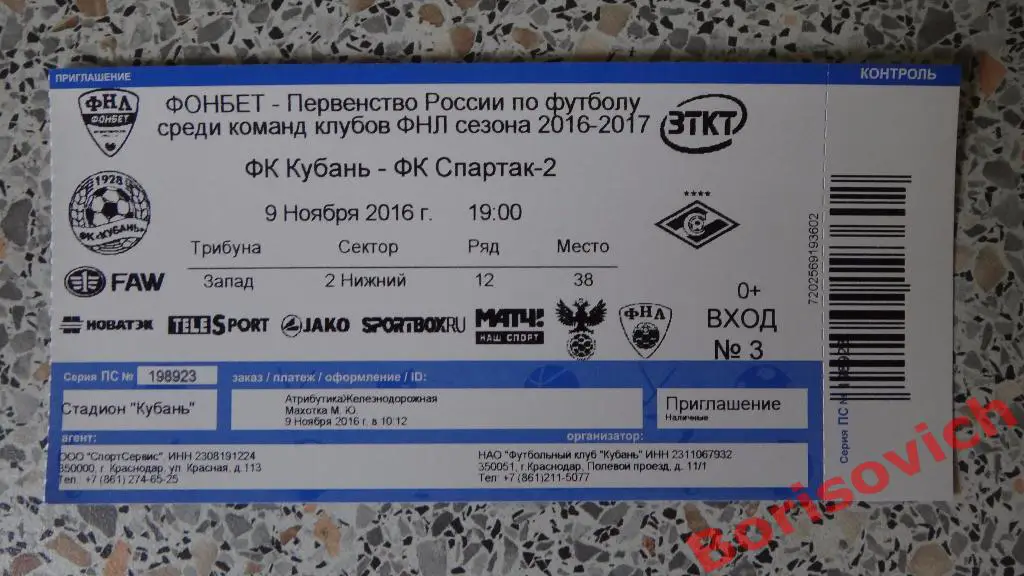 ПРИГЛАШЕНИЕ
КОНТРОЛЬ
ФНЛ
ФОНБЕТ
ФОНБЕТ - Первенство России по футболу
среди команд клубов ФНЛ сезона 2016-2017
ЗТКТ
ФК Кубань - ФК Спартак-2
1928
ФК «КУБАНЬ»
9 Ноября 2016 г. 19:00
Трибуна Сектор Ряд Место
Запад 2 Нижний 12 38
FAW
0+
ВХОД
№ 3
НОВАТЭК TELESPORT JAKO SPORTBOX.RU МАТЧ! НАШ СПОРТ ФНЛ
7202569193602
Серия ПС № 198923
Серия ПС № 198923
заказ / платеж / оформление / ID:
Стадион "Кубань"
АтрибутикаЖелезнодорожная
Махотка М. Ю.
9 Ноября 2016 г. в 10:12
Приглашение
Наличные
агент:
ООО "СпортСервис". ИНН 2308191224
350000, г. Краснодар, ул. Красная, д.113
Тел.: +7 (861) 274-65-25
организатор:
НАО "Футбольный клуб "Кубань" ИНН 2311067932
350051, г.Краснодар, Полевой проезд, д. 11/1
Тел.: +7 (861)211-5077
Borisovich